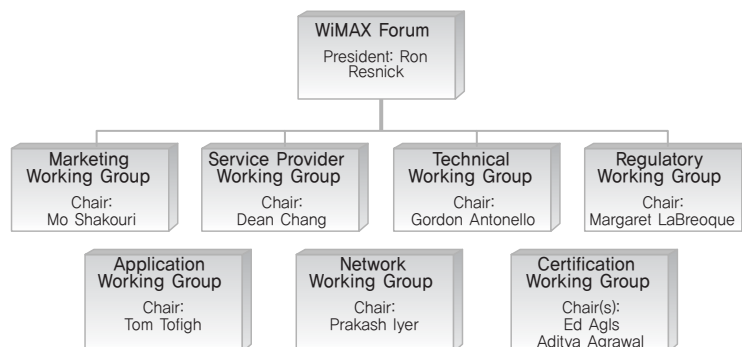 WiMAX Forum
President: Ron
Resnick
Marketing
Working Group
Chair:
Mo Shakouri
Service Provider
Working Group
Chair:
Dean Chang
Technical
Working Group
Chair:
Gordon Antonello
Regulatory
Working Group
Chair:
Margaret LaBreoque
Application
Working Group
Chair:
Tom Tofigh
Network
Working Group
Chair:
Prakash Iyer
Certification
Working Group
Chair(s):
Ed Agls
Aditya Agrawal